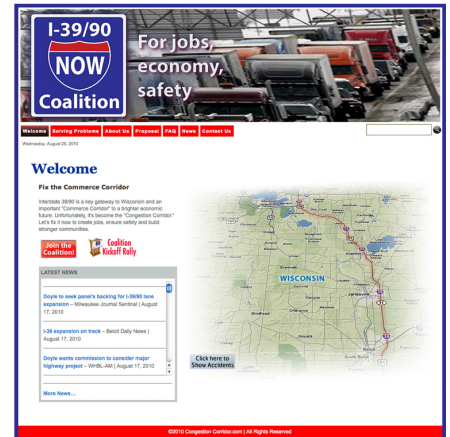 I-39/90
NOW
Coalition
For jobs,
economy,
safety
Welcome Solving Problems About Us Proposal FAQ News Contact Us
Wednesday, August 25, 2010
Welcome
Fix the Commerce Corridor
Interstate 39/90 is a key gateway to Wisconsin and an
important "Commerce Corridor" to a brighter economic
future. Unfortunately, it's become the "Congestion Corridor."
Let's fix it now to create jobs, ensure safety and build
stronger communities.
Join the
Coalition!
Coalition
Kickoff Rally
LATEST NEWS
Doyle to seek panel's backing for I-39/90 lane
expansion – Milwaukee Journal Sentinal | August
17, 2010
I-39 expansion on track – Beloit Daily News |
August 17, 2010
Doyle wants commission to consider major
highway project – WHBL-AM | August 17, 2010
More News...
WISCONSIN
Evansville
Janesville
Brodhead
Beloit
Click here to
Show Accidents
©2010 Congestion Corridor.com | All Rights Reserved